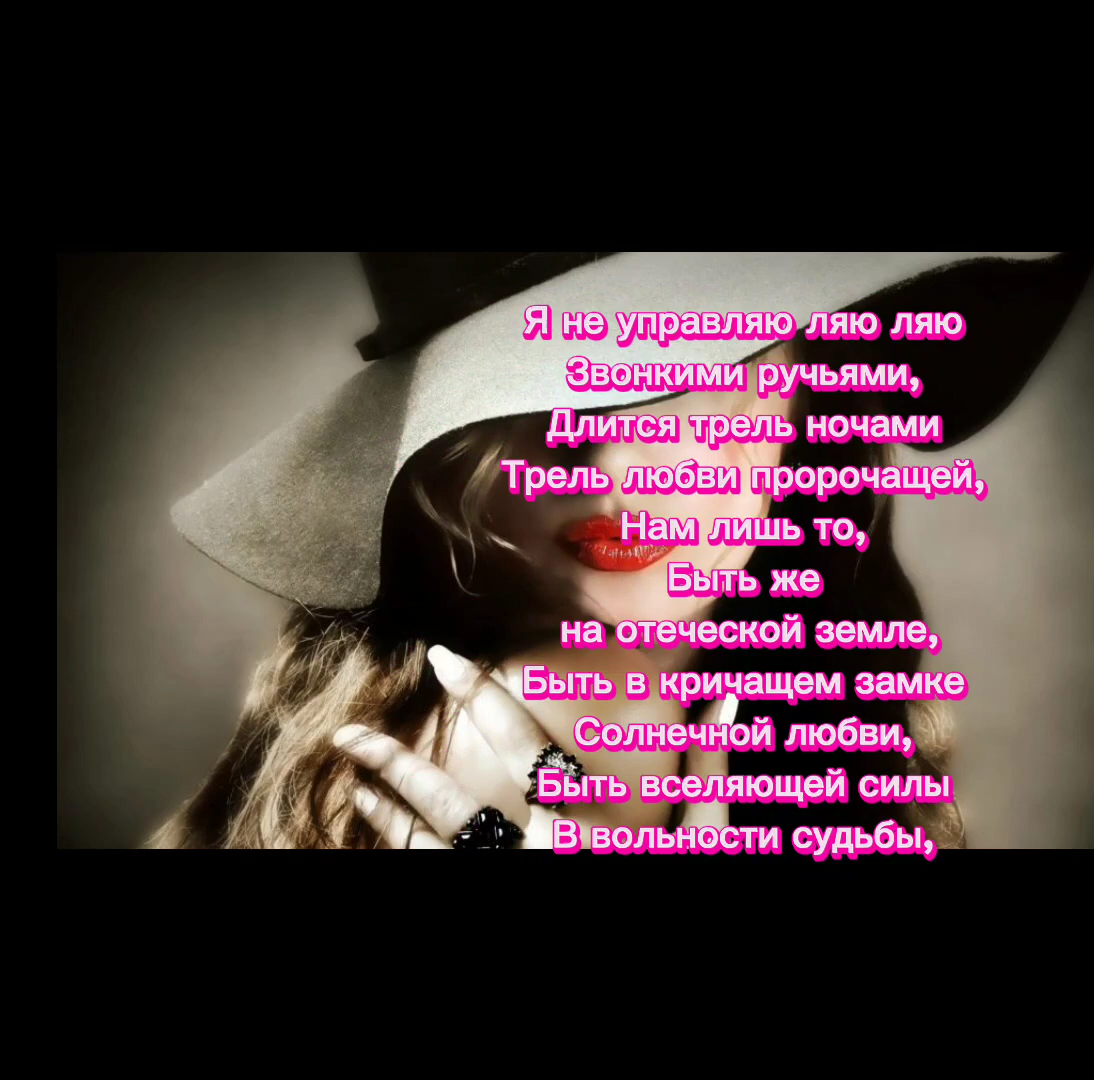 Я не управляю ляю ляю
Звонкими ручьями,
Длится трель ночами
Трель любви пророчащей,
Нам лишь то,
Быть же
на отеческой земле,
Быть в кричащем замке
Солнечной любви,
Быть вселяющей силы
В вольности судьбы,